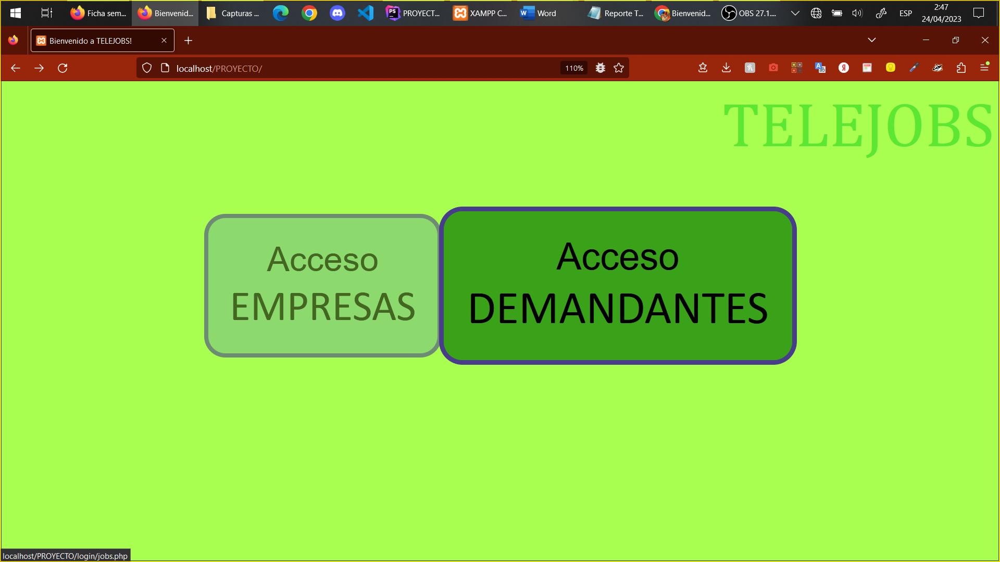 Ficha sem...
Bienvenid...
Capturas ...
PROYECT...
XAMPP C...
Word
Reporte T...
Bienvenid...
OBS 27.1....
ESP
2:47
24/04/2023
Bienvenido a TELEJOBS!
localhost/PROYECTO/
110%
TELEJOBS
Acceso
EMPRESAS
Acceso
DEMANDANTES
localhost/PROYECTO/login/jobs.php